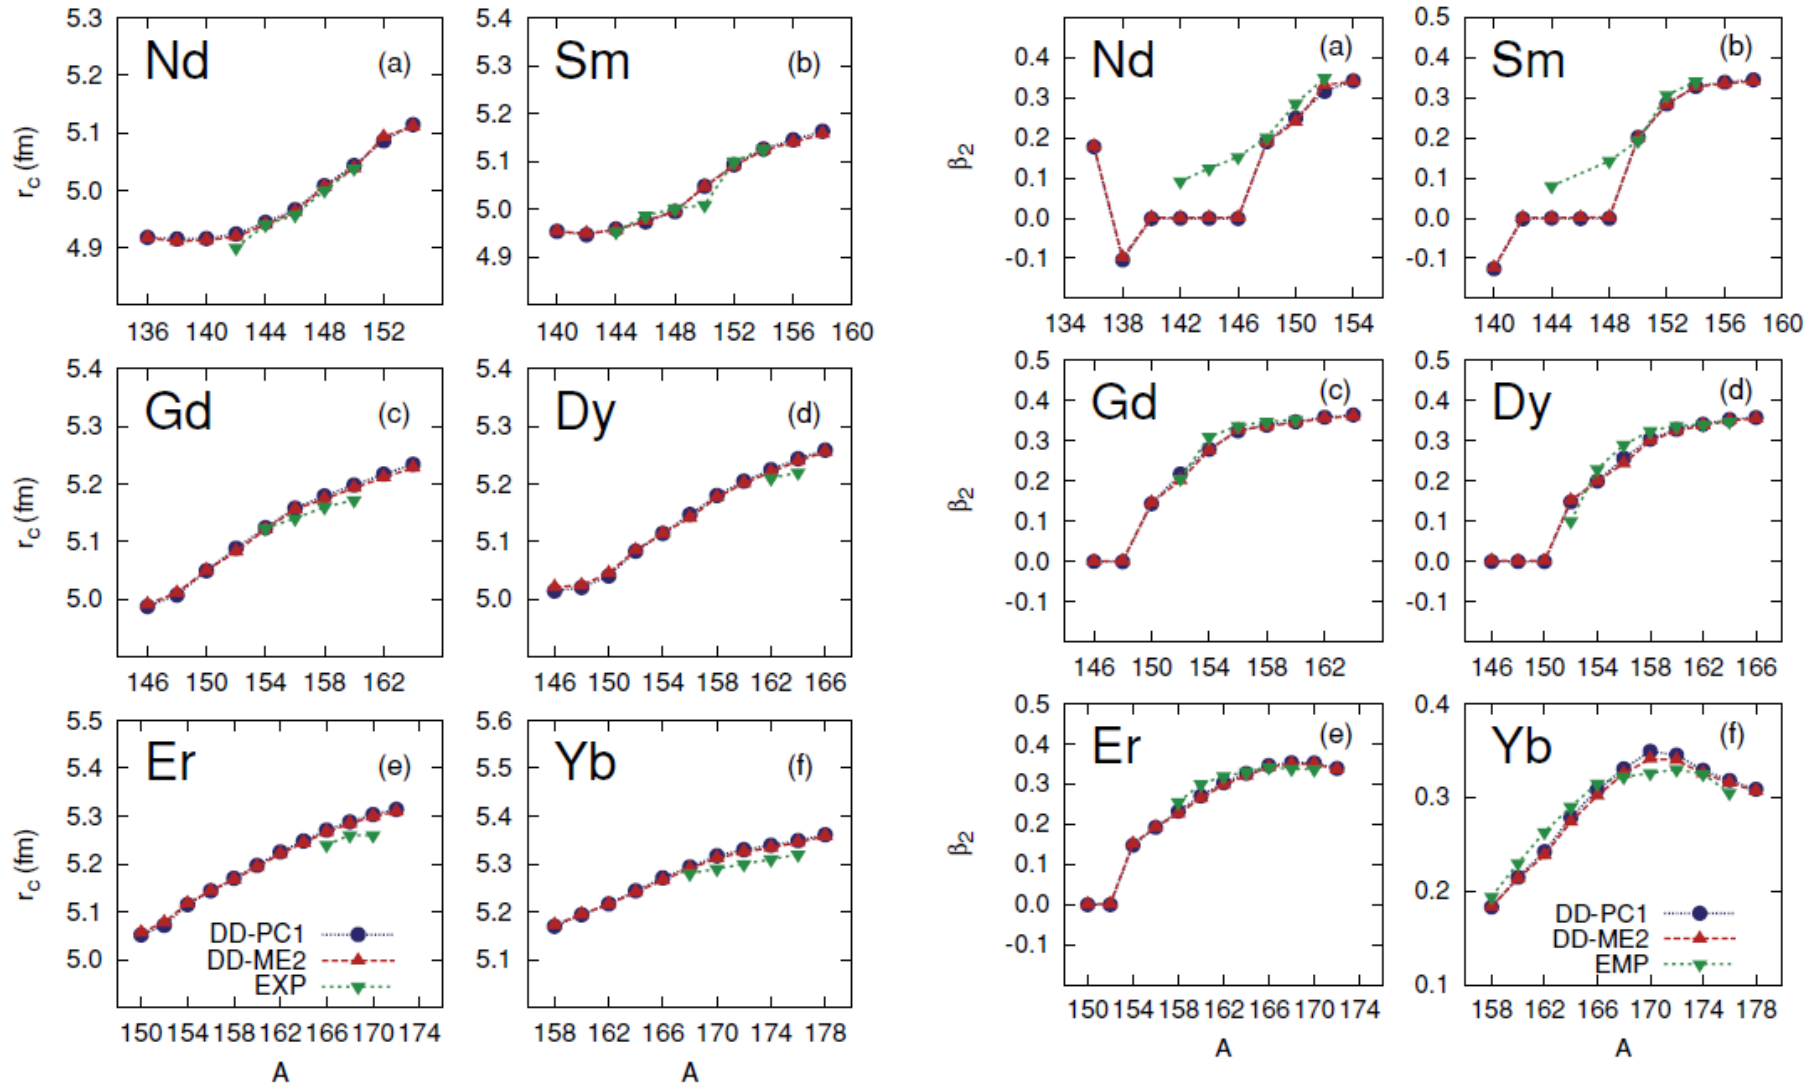 5.3
5.2
5.1
5.0
4.9
r_c (fm)
Nd
(a)
136 140 144 148 152
5.4
5.3
5.2
5.1
5.0
4.9
Sm
(b)
140 144 148 152 156 160
0.4
0.3
0.2
0.1
0.0
-0.1
β_2
Nd
(a)
134 138 142 146 150 154
0.5
0.4
0.3
0.2
0.1
0.0
-0.1
Sm
(b)
140 144 148 152 156 160
5.4
5.3
5.2
5.1
5.0
r_c (fm)
Gd
(c)
146 150 154 158 162
5.4
5.3
5.2
5.1
5.0
Dy
(d)
146 150 154 158 162 166
0.5
0.4
0.3
0.2
0.1
0.0
-0.1
β_2
Gd
(c)
146 150 154 158 162
0.5
0.4
0.3
0.2
0.1
0.0
-0.1
Dy
(d)
146 150 154 158 162 166
5.5
5.4
5.3
5.2
5.1
5.0
r_c (fm)
Er
(e)
DD-PC1
DD-ME2
EXP
150 154 158 162 166 170 174
A
5.6
5.5
5.4
5.3
5.2
5.1
Yb
(f)
158 162 166 170 174 178
A
0.5
0.4
0.3
0.2
0.1
0.0
-0.1
β_2
Er
(e)
150 154 158 162 166 170 174
A
0.4
0.3
0.2
0.1
Yb
(f)
DD-PC1
DD-ME2
EMP
158 162 166 170 174 178
A